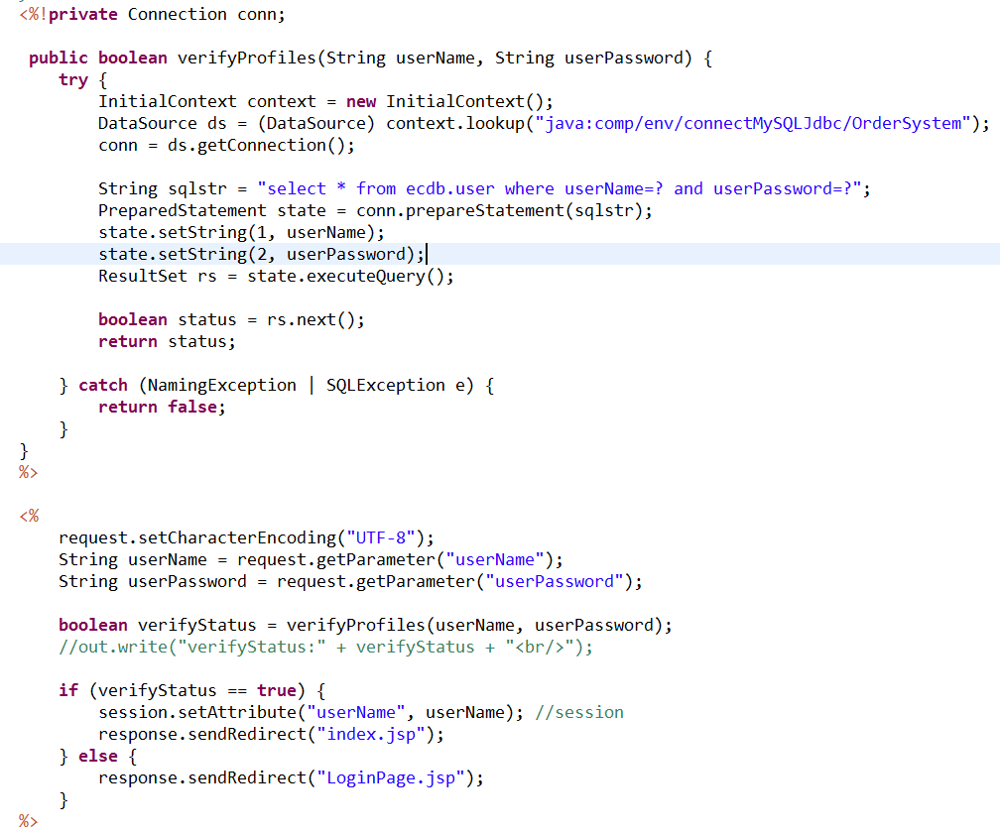 <%!private Connection conn;
public boolean verifyProfiles(String userName, String userPassword) {
try {
InitialContext context = new InitialContext();
DataSource ds = (DataSource) context.lookup("java:comp/env/connectMySQLJdbc/OrderSystem");
conn = ds.getConnection();
String sqlstr = "select * from ecdb.user where userName=? and userPassword=?";
PreparedStatement state = conn.prepareStatement(sqlstr);
state.setString(1, userName);
state.setString(2, userPassword);
ResultSet rs = state.executeQuery();
boolean status = rs.next();
return status;
} catch (NamingException | SQLException e) {
return false;
}
}
%>
<%
request.setCharacterEncoding("UTF-8");
String userName = request.getParameter("userName");
String userPassword = request.getParameter("userPassword");
boolean verifyStatus = verifyProfiles(userName, userPassword);
//out.write("verifyStatus:" + verifyStatus + "<br/>");
if (verifyStatus == true) {
session.setAttribute("userName", userName); //session
response.sendRedirect("index.jsp");
} else {
response.sendRedirect("LoginPage.jsp");
}
%>